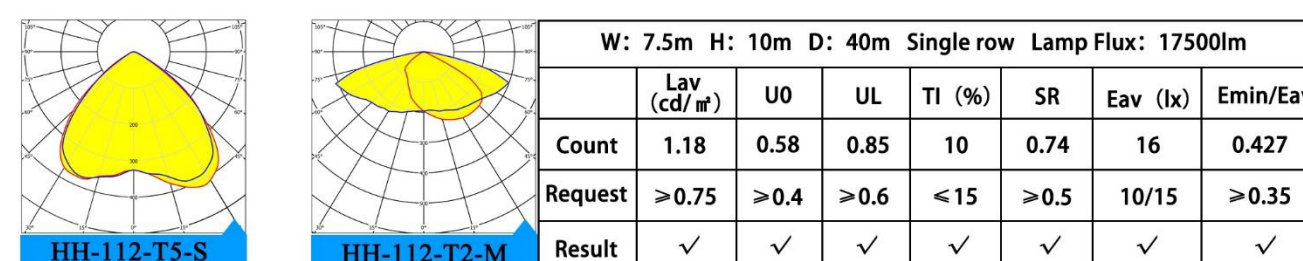 HH-112-T5-S
HH-112-T2-M
W: 7.5m H: 10m D: 40m Single row Lamp Flux: 17500lm
Lav (cd/㎡) U0 UL TI (%) SR Eav (lx) Emin/Eav
Count 1.18 0.58 0.85 10 0.74 16 0.427
Request ≥0.75 ≥0.4 ≥0.6 ≤15 ≥0.5 10/15 ≥0.35
Result √ √ √ √ √ √ √